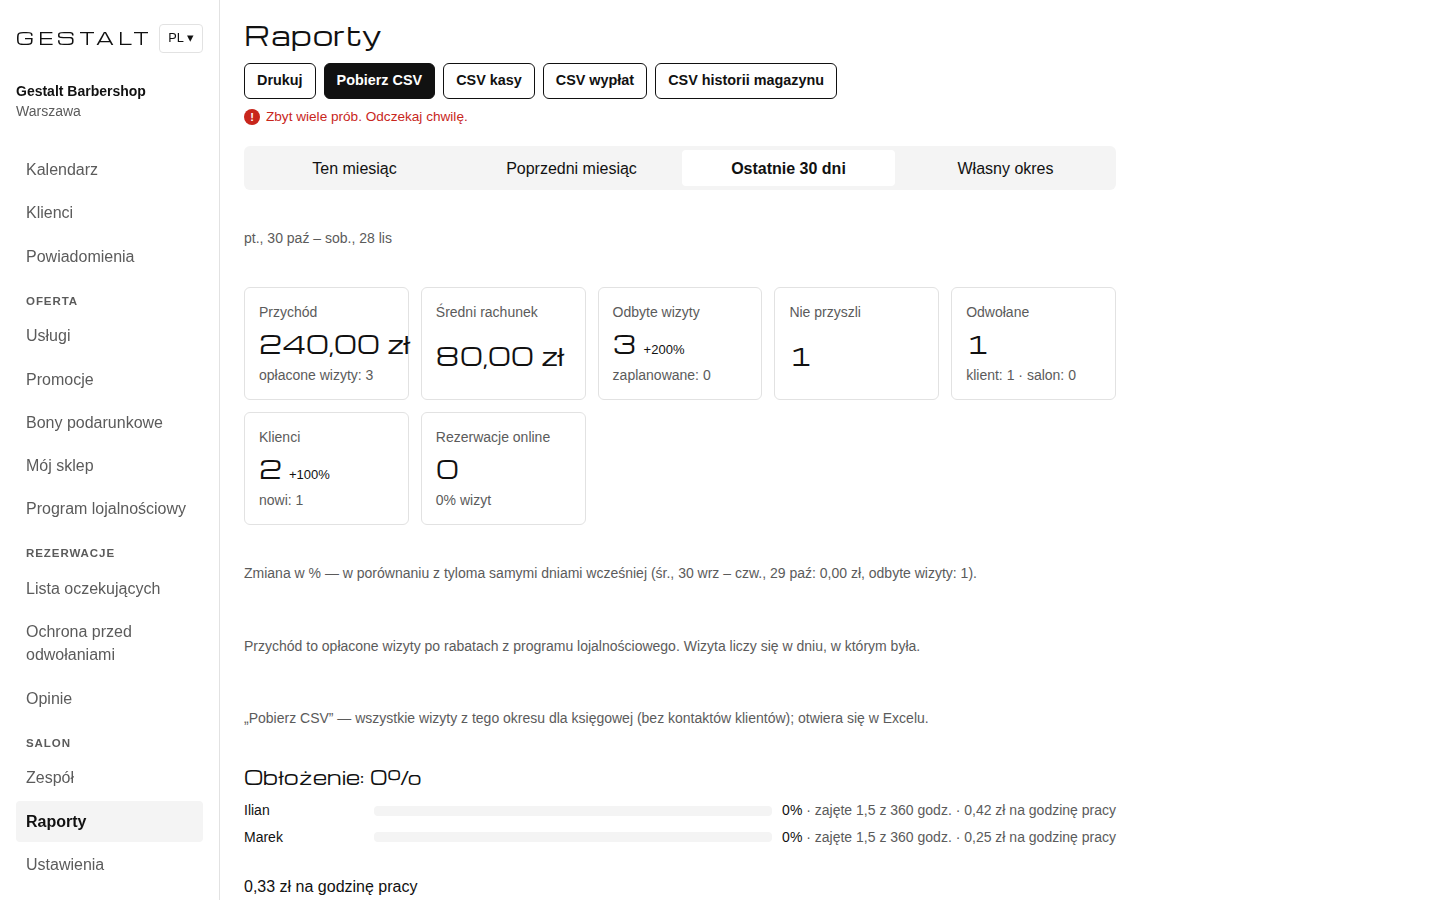 GESTALT
PL ▾
Gestalt Barbershop
Warszawa
Kalendarz
Klienci
Powiadomienia
OFERTA
Usługi
Promocje
Bony podarunkowe
Mój sklep
Program lojalnościowy
REZERWACJE
Lista oczekujących
Ochrona przed
odwołaniami
Opinie
SALON
Zespół
Raporty
Ustawienia
Raporty
Drukuj
Pobierz CSV
CSV kasy
CSV wypłat
CSV historii magazynu
! Zbyt wiele prób. Odczekaj chwilę.
Ten miesiąc
Poprzedni miesiąc
Ostatnie 30 dni
Własny okres
pt., 30 paź – sob., 28 lis
Przychód
240,00 zł
opłacone wizyty: 3
Średni rachunek
80,00 zł
Odbyte wizyty
3 +200%
zaplanowane: 0
Nie przyszli
1
Odwołane
1
klient: 1 · salon: 0
Klienci
2 +100%
nowi: 1
Rezerwacje online
0
0% wizyt
Zmiana w % — w porównaniu z tyloma samymi dniami wcześniej (śr., 30 wrz – czw., 29 paź: 0,00 zł, odbyte wizyty: 1).
Przychód to opłacone wizyty po rabatach z programu lojalnościowego. Wizyta liczy się w dniu, w którym była.
„Pobierz CSV” — wszystkie wizyty z tego okresu dla księgowej (bez kontaktów klientów); otwiera się w Excelu.
Obłożenie: 0%
Ilian 0% · zajęte 1,5 z 360 godz. · 0,42 zł na godzinę pracy
Marek 0% · zajęte 1,5 z 360 godz. · 0,25 zł na godzinę pracy
0,33 zł na godzinę pracy